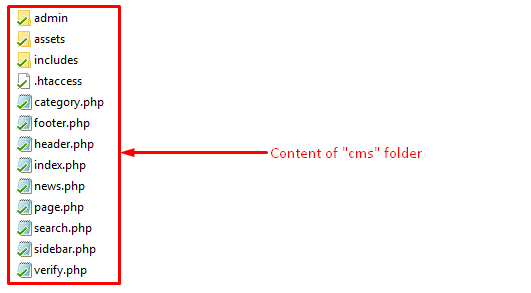 admin
assets
includes
.htaccess
category.php
footer.php
header.php
index.php
news.php
page.php
search.php
sidebar.php
verify.php
Content of "cms" folder